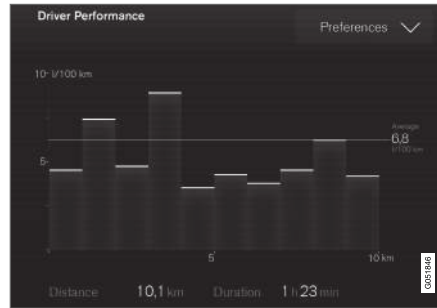 Driver Performance
Preferences
10- l/100 km
Average
6,8
l/100 km
5-
5
10 km
Distance 10,1 km Duration 1 h 23 min
G051846